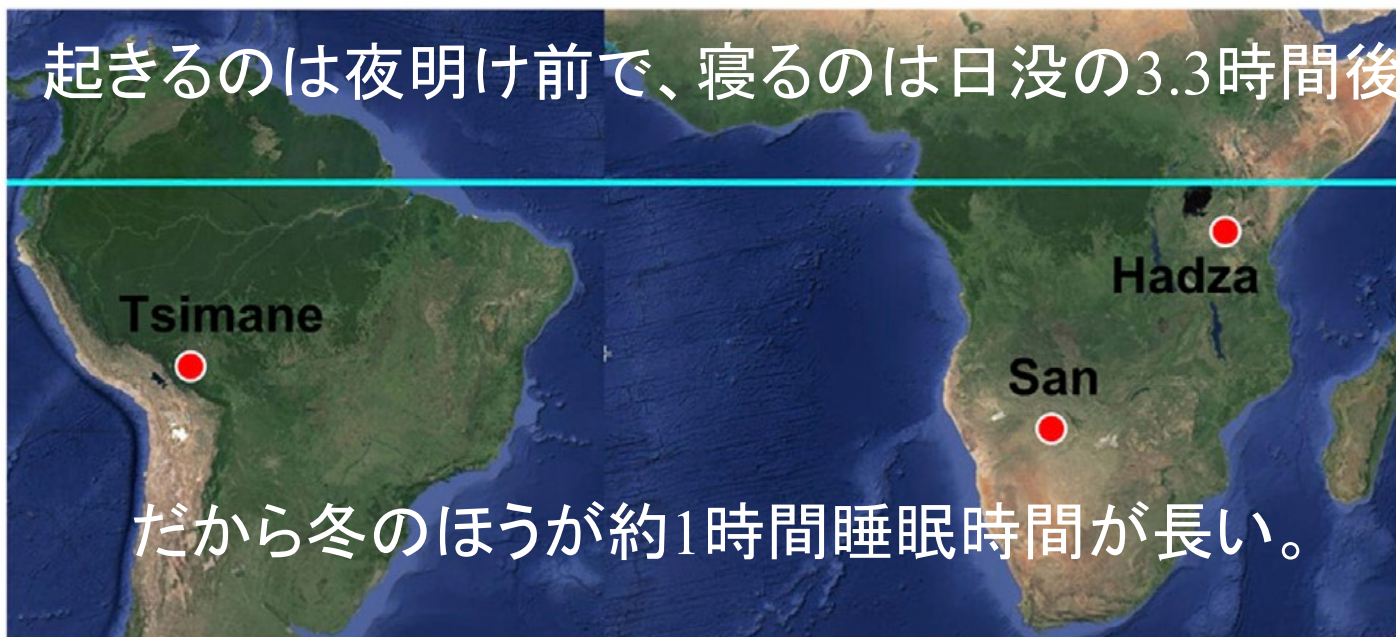 起きるのは夜明け前で、寝るのは日没の3.3時間後
Hadza
Tsimane
San
だから冬のほうが約1時間睡眠時間が長い。